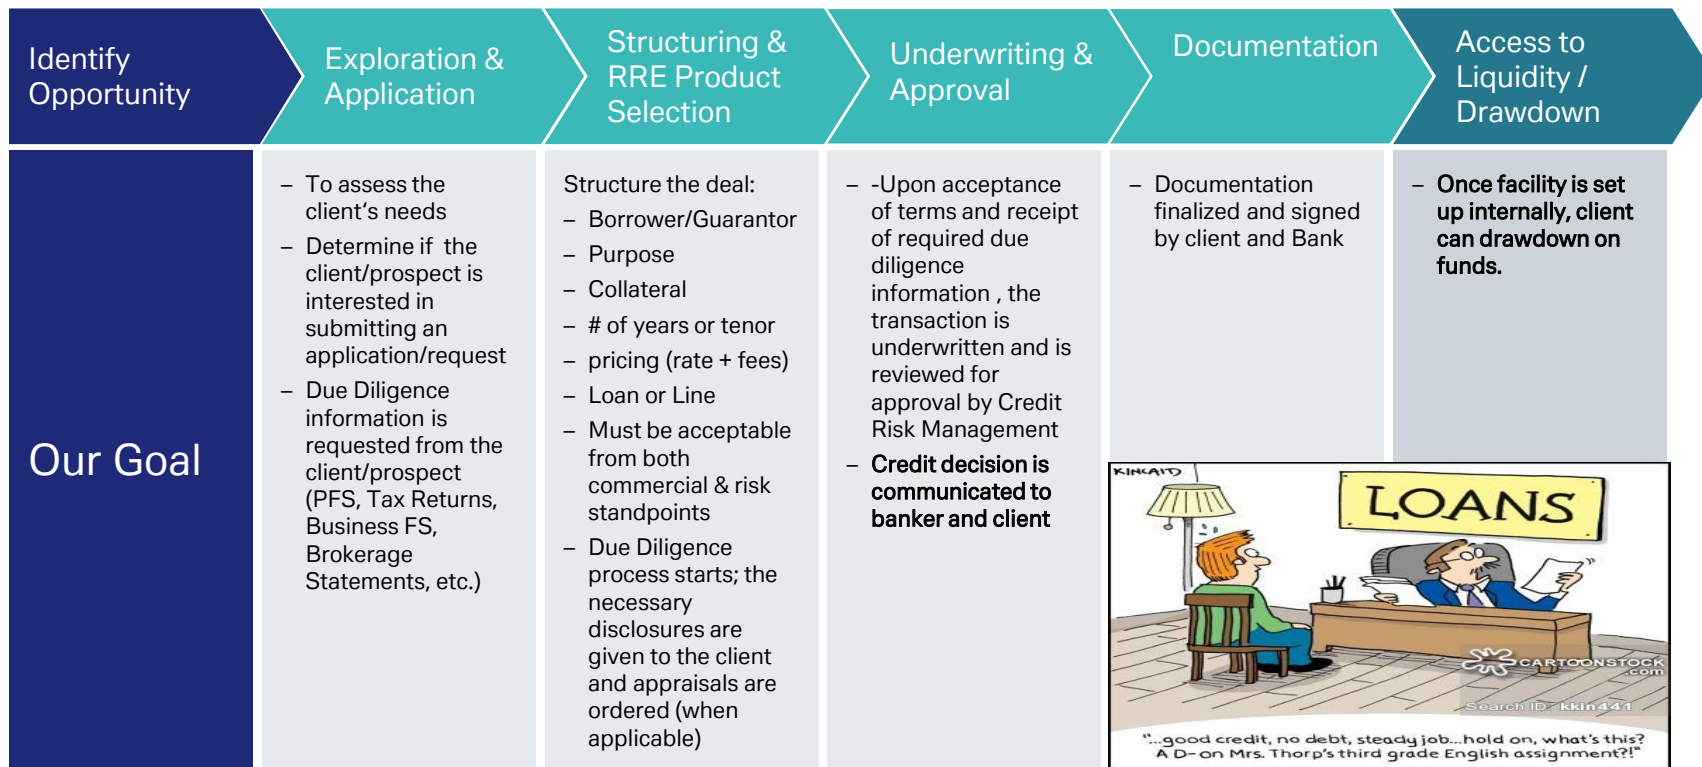 Identify
Opportunity
Exploration &
Application
Structuring &
RRE Product
Selection
Underwriting &
Approval
Documentation
Access to
Liquidity /
Drawdown
Our Goal
– To assess the
client's needs
– Determine if the
client/prospect is
interested in
submitting an
application/request
– Due Diligence
information is
requested from the
client/prospect
(PFS, Tax Returns,
Business FS,
Brokerage
Statements, etc.)
Structure the deal:
– Borrower/Guarantor
– Purpose
– Collateral
– # of years or tenor
– pricing (rate + fees)
– Loan or Line
– Must be acceptable
from both
commercial & risk
standpoints
– Due Diligence
process starts; the
necessary
disclosures are
given to the client
and appraisals are
ordered (when
applicable)
– -Upon acceptance
of terms and receipt
of required due
diligence
information , the
transaction is
underwritten and is
reviewed for
approval by Credit
Risk Management
– Credit decision is
communicated to
banker and client
– Documentation
finalized and signed
by client and Bank
– Once facility is set
up internally, client
can drawdown on
funds.
KINCAID
LOANS
CARTOONSTOCK
.com
Search ID: kkin441
"...good credit, no debt, steady job...hold on, what's this?
A D- on Mrs. Thorp's third grade English assignment?!"